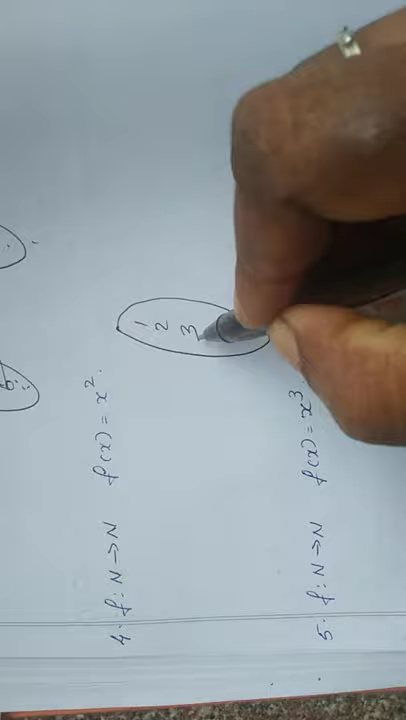 4. f: N → N f(x) = x².
1
2
3
5. f: N → N f(x) = x³.